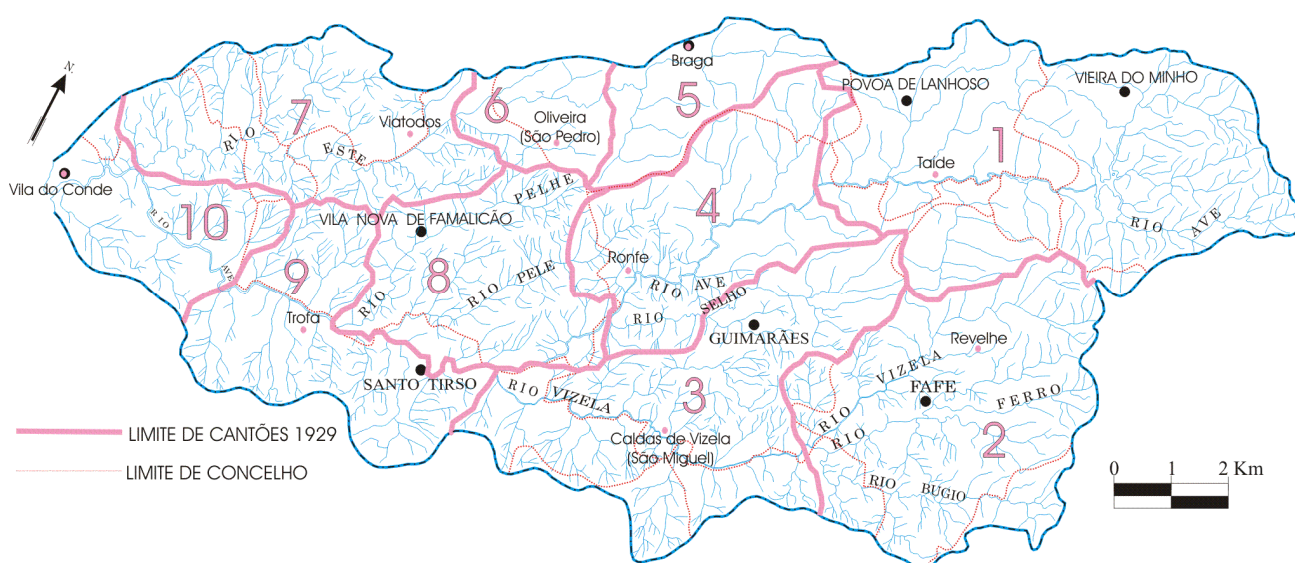 N.
Braga
POVOA DE LANHOSO
VIEIRA DO MINHO
7
6
5
Oliveira
(São Pedro)
Viatodos
RIO
ESTE
1
Taíde
Vila do Conde
PELHE
10
RIO
AVE
VILA NOVA DE FAMALICÃO
4
RIO AVE
9
8
RIO
RIO PELE
Ronfe
RIO AVE
RIO SELHO
Trofa
GUIMARÃES
Revelhe
SANTO TIRSO
RIO VIZELA
3
RIO VIZELA
FAFE
RIO FERRO
Caldas de Vizela
(São Miguel)
2
RIO BUGIO
LIMITE DE CANTÕES 1929
LIMITE DE CONCELHO
0 1 2 Km